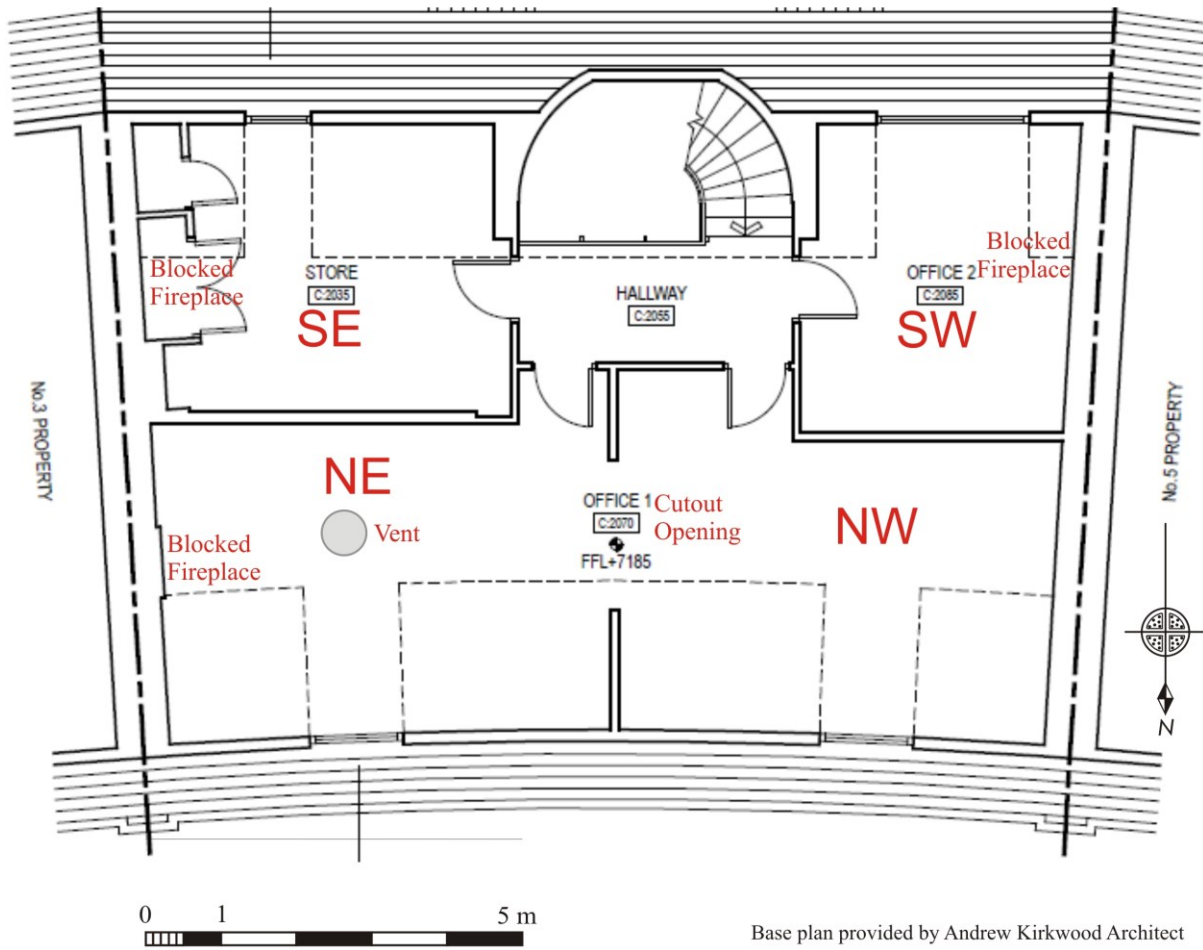 Blocked
Fireplace
STORE
C:2035
SE
HALLWAY
C:2055
Blocked
Fireplace
OFFICE 2
C:2085
SW
No.3 PROPERTY
No.5 PROPERTY
NE
Vent
Blocked
Fireplace
OFFICE 1
C:2070
FFL+7185
Cutout
Opening
NW
N
0 1 5 m
Base plan provided by Andrew Kirkwood Architect